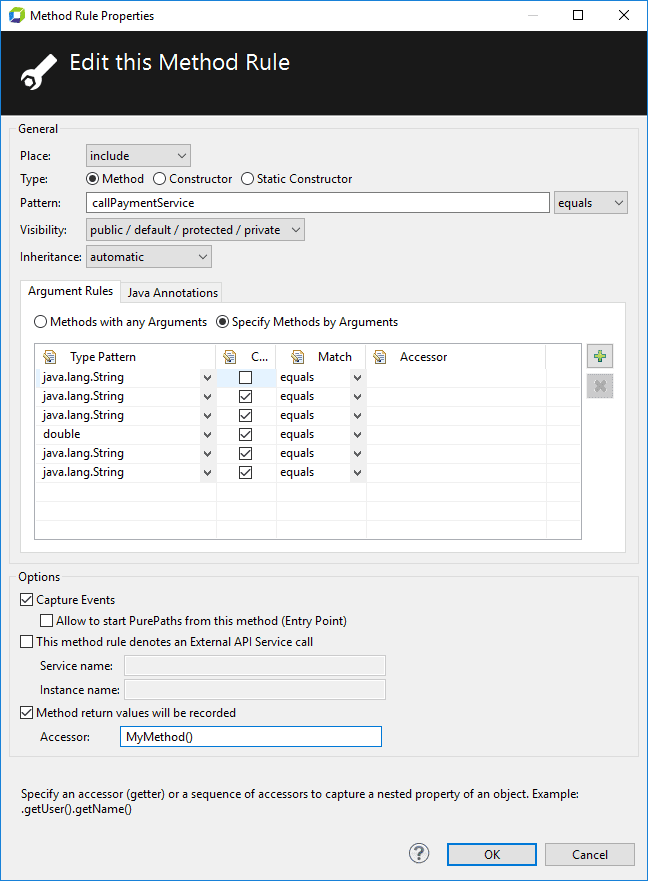 Method Rule Properties
Edit this Method Rule
General
Place: include
Type: Method Constructor Static Constructor
Pattern: callPaymentService equals
Visibility: public / default / protected / private
Inheritance: automatic
Argument Rules Java Annotations
Methods with any Arguments Specify Methods by Arguments
Type Pattern C... Match Accessor
java.lang.String equals
java.lang.String equals
java.lang.String equals
double equals
java.lang.String equals
java.lang.String equals
Options
Capture Events
Allow to start PurePaths from this method (Entry Point)
This method rule denotes an External API Service call
Service name:
Instance name:
Method return values will be recorded
Accessor: MyMethod()
Specify an accessor (getter) or a sequence of accessors to capture a nested property of an object. Example:
.getUser().getName()
? OK Cancel